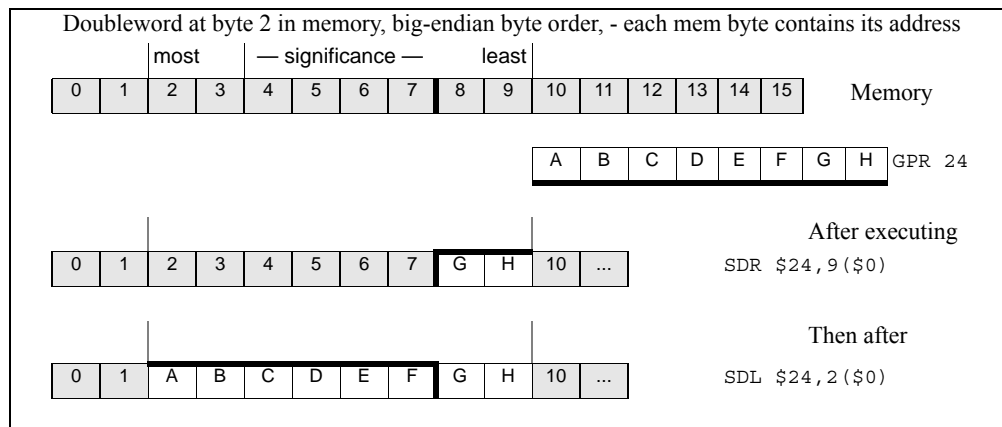 Doubleword at byte 2 in memory, big-endian byte order, - each mem byte contains its address
most — significance — least
0 1 2 3 4 5 6 7 8 9 10 11 12 13 14 15 Memory
A B C D E F G H GPR 24
After executing
0 1 2 3 4 5 6 7 G H 10 ... SDR $24,9($0)
Then after
0 1 A B C D E F G H 10 ... SDL $24,2($0)